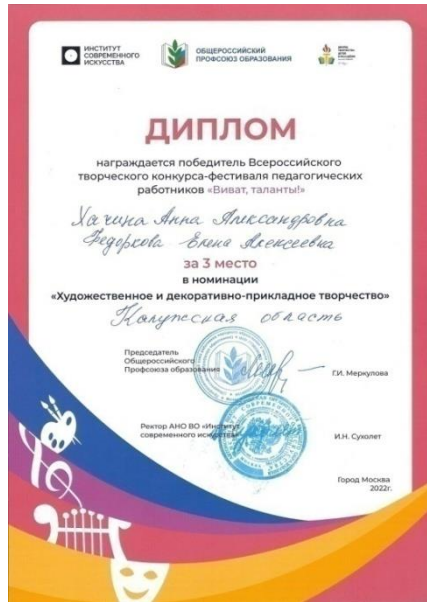 ИНСТИТУТ
СОВРЕМЕННОГО
ИСКУССТВА
ОБЩЕРОССИЙСКИЙ
ПРОФСОЮЗ ОБРАЗОВАНИЯ
ДИПЛОМ
награждается победитель Всероссийского
творческого конкурса-фестиваля педагогических
работников «Виват, таланты!»
Хачина Анна Александровна
Федоркова Елена Алексеевна
за 3 место
в номинации
«Художественное и декоративно-прикладное творчество»
Калужская область
Председатель
Общероссийского
Профсоюза образования
Г.И. Меркулова
Ректор АНО ВО «Институт
современного искусства»
И.Н. Сухолет
Город Москва
2022г.